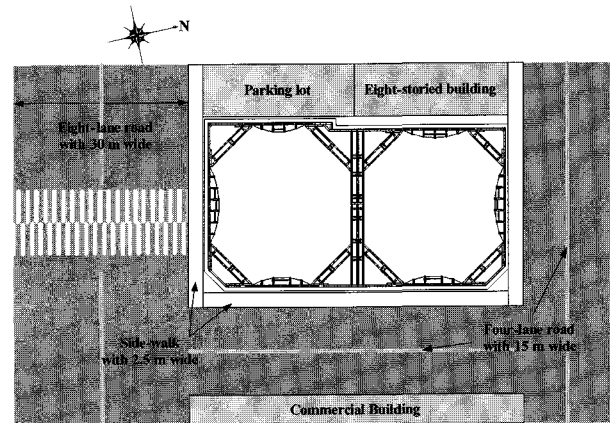 N
Parking lot
Eight-storied building
Eight-lane road
with 30 m wide
Side-walk
with 2.5 m wide
Four-lane road
with 15 m wide
Commercial Building